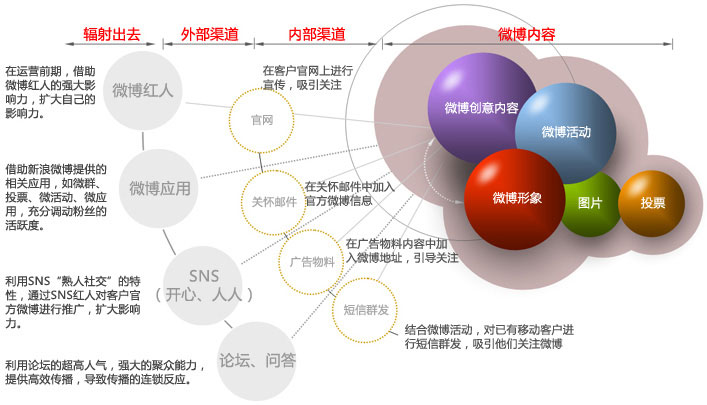 辐射出去
外部渠道
内部渠道
微博内容
在运营前期，借助
微博红人的强大影
响力，扩大自己的
影响力。
微博红人
在客户官网上进行
宣传，吸引关注
官网
微博创意内容
微博活动
借助新浪微博提供的
相关应用，如微群、
投票、微活动、微应
用，充分调动粉丝的
活跃度。
微博应用
在关怀邮件中加入
官方微博信息
关怀邮件
微博形象
图片
投票
在广告物料内容中加
入微博地址，引导关注
广告物料
利用SNS“熟人社交”的特
性，通过SNS红人对客户官
方微博进行推广，扩大影响
力。
SNS
（开心、人人）
短信群发
结合微博活动，对已有移动客户进
行短信群发，吸引他们关注微博
利用论坛的超高人气，强大的聚众能力，
提供高效传播，导致传播的连锁反应。
论坛、问答